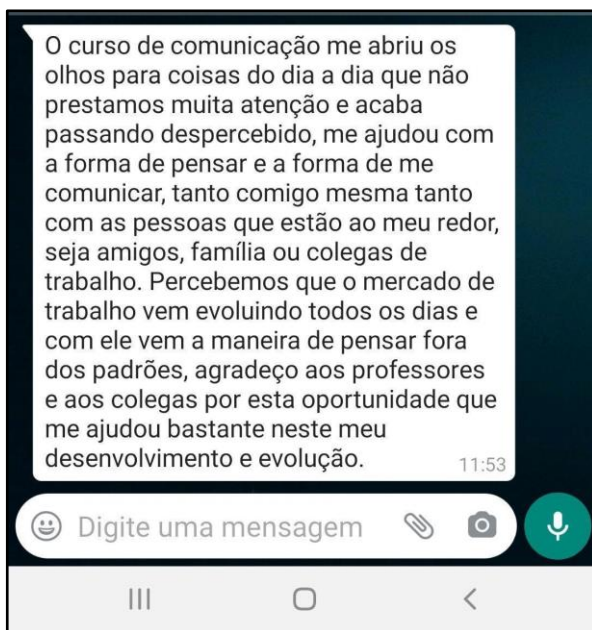 O curso de comunicação me abriu os
olhos para coisas do dia a dia que não
prestamos muita atenção e acaba
passando despercebido, me ajudou com
a forma de pensar e a forma de me
comunicar, tanto comigo mesma tanto
com as pessoas que estão ao meu redor,
seja amigos, família ou colegas de
trabalho. Percebemos que o mercado de
trabalho vem evoluindo todos os dias e
com ele vem a maneira de pensar fora
dos padrões, agradeço aos professores
e aos colegas por esta oportunidade que
me ajudou bastante neste meu
desenvolvimento e evolução.
11:53
Digite uma mensagem